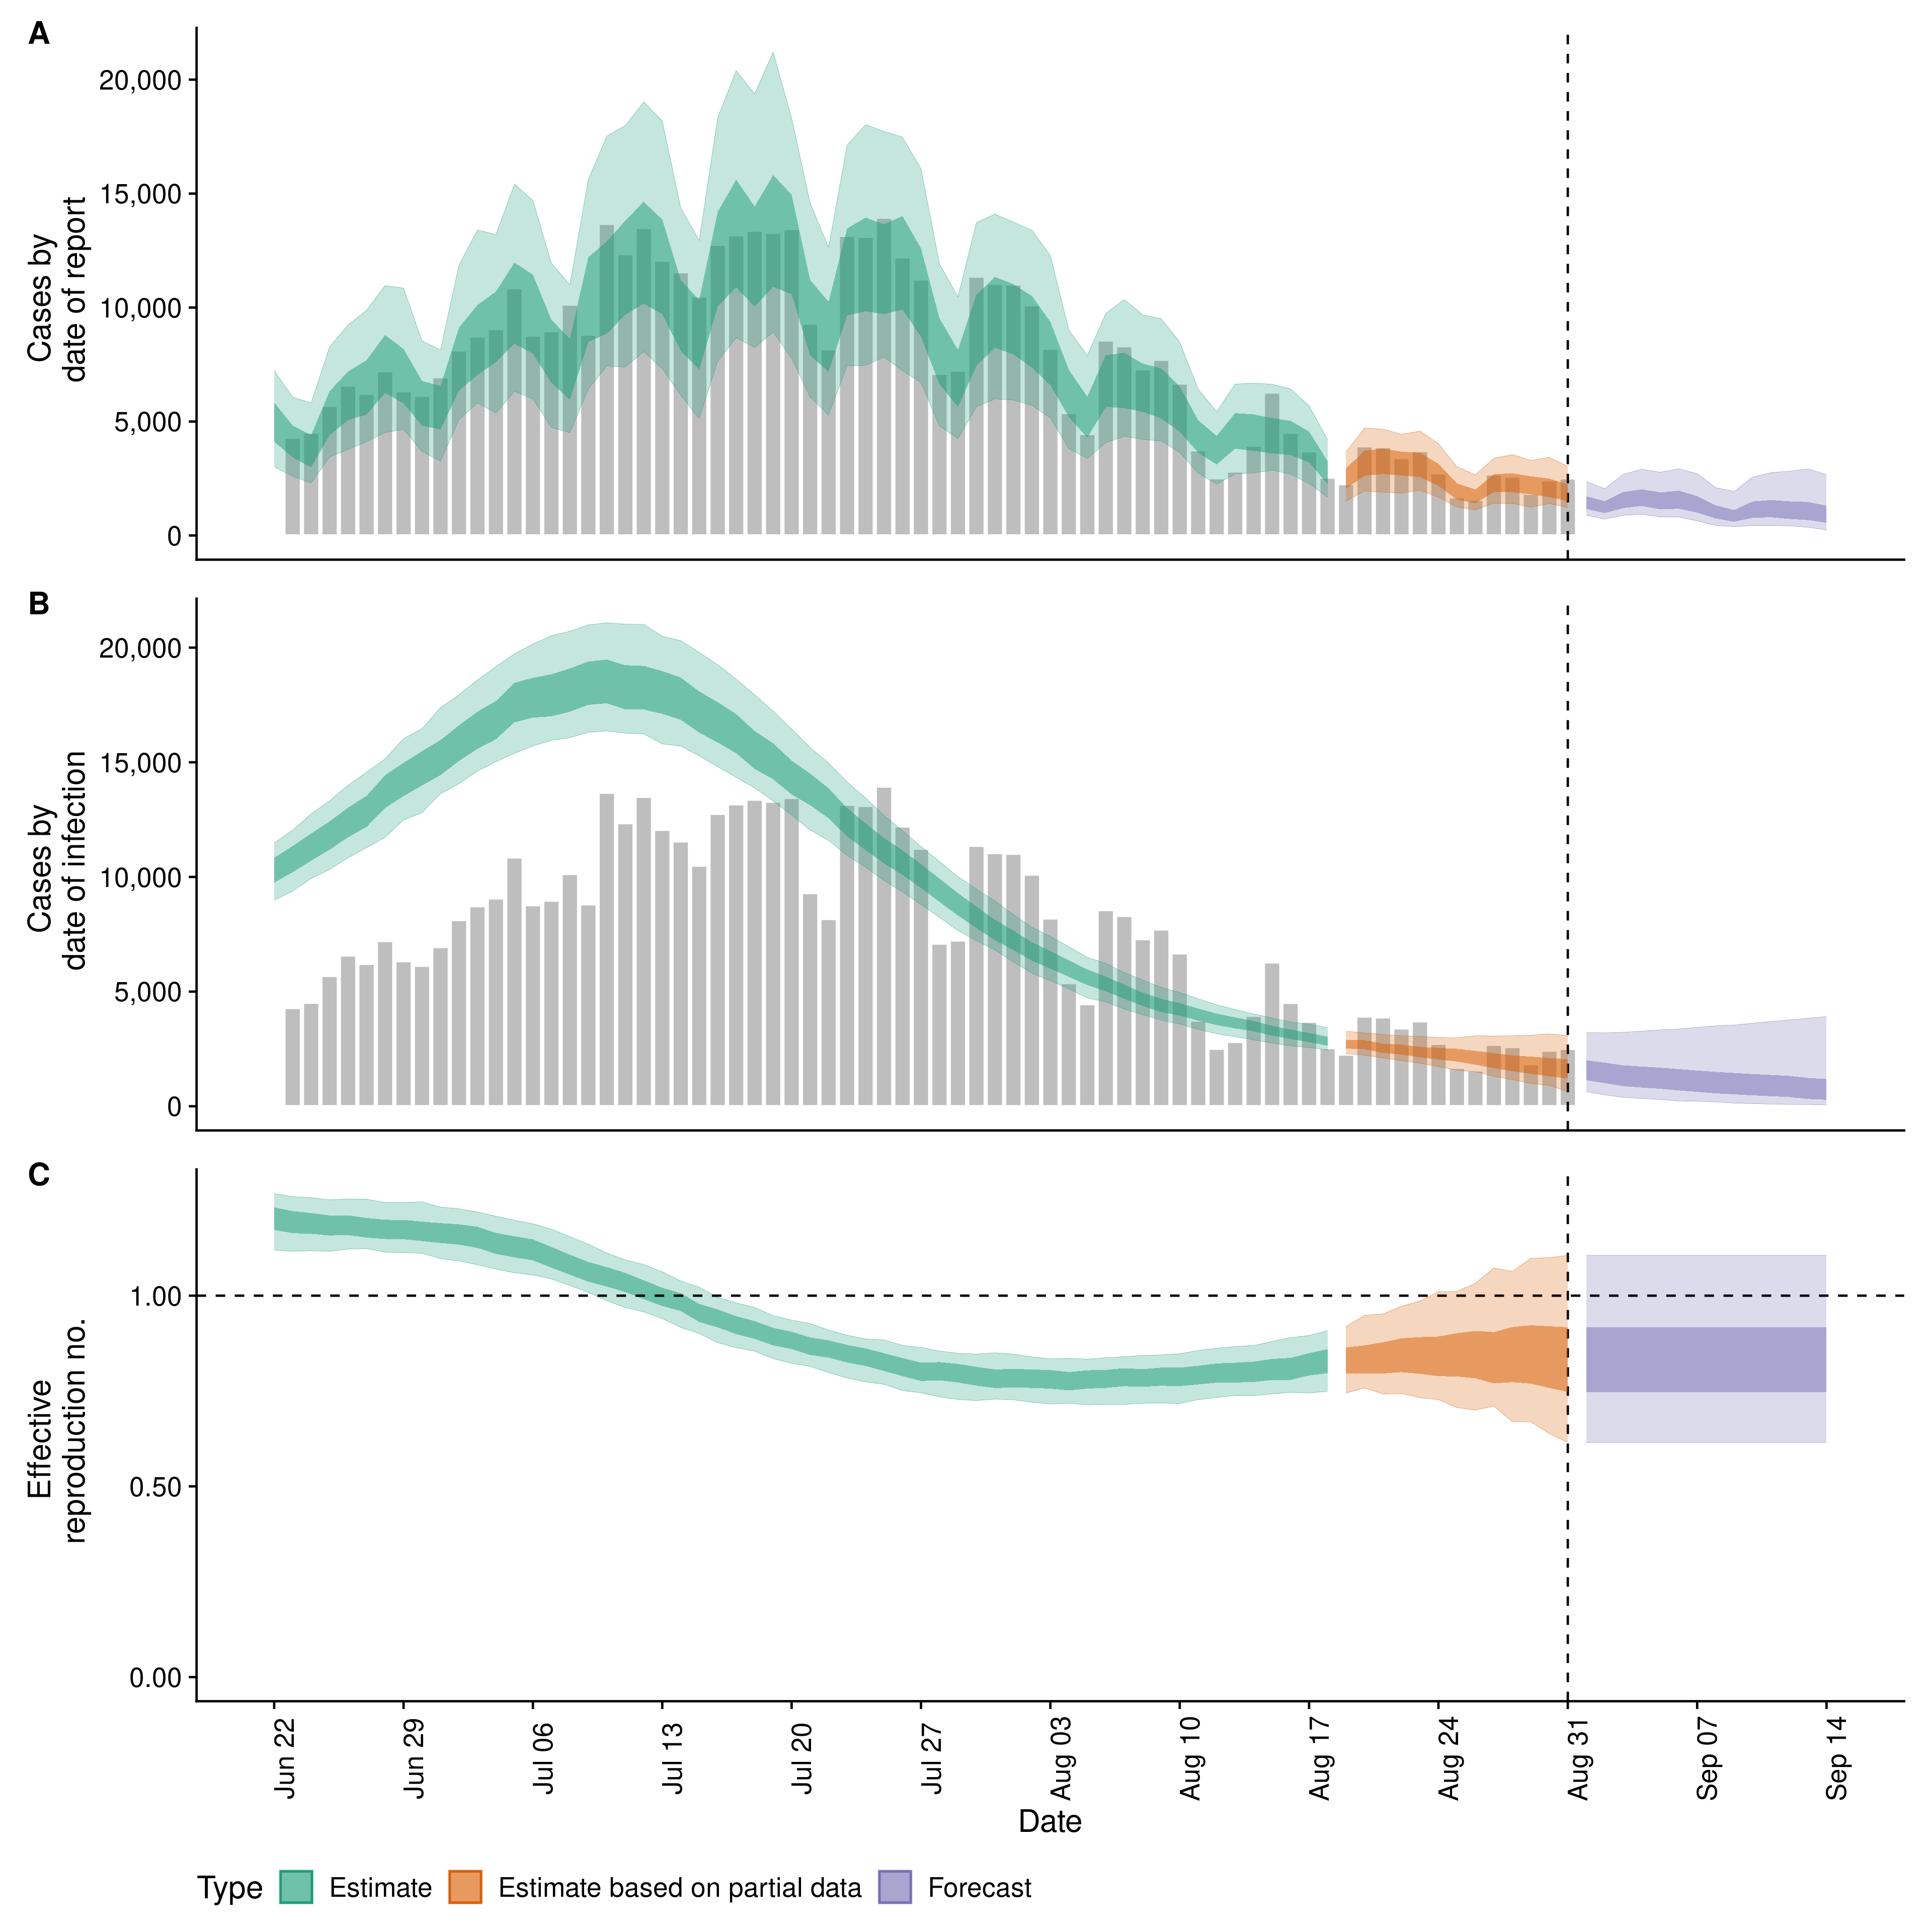 A
Cases by
date of report
20,000
15,000
10,000
5,000
0
B
Cases by
date of infection
20,000
15,000
10,000
5,000
0
C
Effective
reproduction no.
1.00
0.50
0.00
Jun 22
Jun 29
Jul 06
Jul 13
Jul 20
Jul 27
Aug 03
Aug 10
Aug 17
Aug 24
Aug 31
Sep 07
Sep 14
Date
Type Estimate Estimate based on partial data Forecast